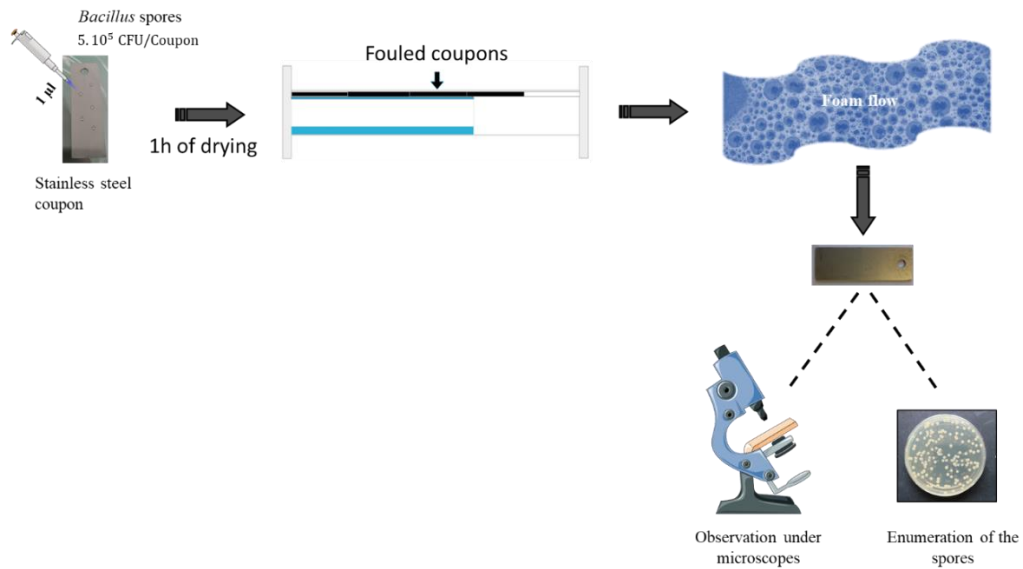 Bacillus spores
5.10⁵ CFU/Coupon
1 µl
Stainless steel
coupon
1h of drying
Fouled coupons
Foam flow
Observation under
microscopes
Enumeration of the
spores